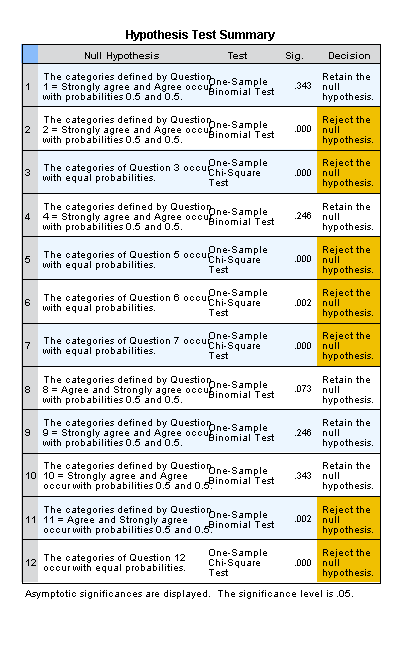 Hypothesis Test Summary
Null Hypothesis Test Sig. Decision
1 The categories defined by Question 1 = Strongly agree and Agree occur with probabilities 0.5 and 0.5. One-Sample Binomial Test .343 Retain the null hypothesis.
2 The categories defined by Question 2 = Strongly agree and Agree occur with probabilities 0.5 and 0.5. One-Sample Binomial Test .000 Reject the null hypothesis.
3 The categories of Question 3 occur with equal probabilities. One-Sample Chi-Square Test .000 Reject the null hypothesis.
4 The categories defined by Question 4 = Strongly agree and Agree occur with probabilities 0.5 and 0.5. One-Sample Binomial Test .246 Retain the null hypothesis.
5 The categories of Question 5 occur with equal probabilities. One-Sample Chi-Square Test .000 Reject the null hypothesis.
6 The categories of Question 6 occur with equal probabilities. One-Sample Chi-Square Test .002 Reject the null hypothesis.
7 The categories of Question 7 occur with equal probabilities. One-Sample Chi-Square Test .000 Reject the null hypothesis.
8 The categories defined by Question 8 = Agree and Strongly agree occur with probabilities 0.5 and 0.5. One-Sample Binomial Test .073 Retain the null hypothesis.
9 The categories defined by Question 9 = Strongly agree and Agree occur with probabilities 0.5 and 0.5. One-Sample Binomial Test .246 Retain the null hypothesis.
10 The categories defined by Question 10 = Strongly agree and Agree occur with probabilities 0.5 and 0.5. One-Sample Binomial Test .343 Retain the null hypothesis.
11 The categories defined by Question 11 = Agree and Strongly agree occur with probabilities 0.5 and 0.5. One-Sample Binomial Test .002 Reject the null hypothesis.
12 The categories of Question 12 occur with equal probabilities. One-Sample Chi-Square Test .000 Reject the null hypothesis.
Asymptotic significances are displayed. The significance level is .05.